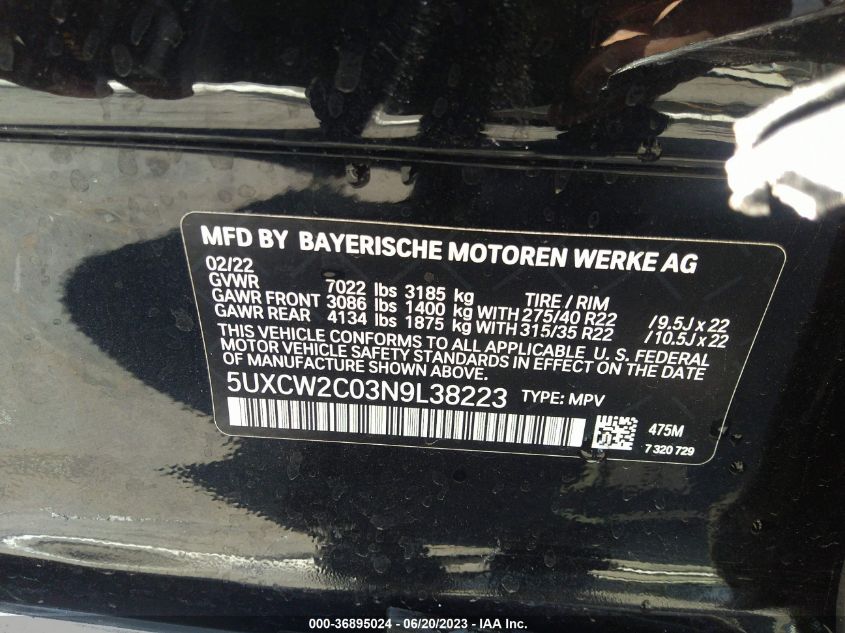 MFD BY BAYERISCHE MOTOREN WERKE AG
02/22
GVWR 7022 lbs 3185 kg TIRE / RIM
GAWR FRONT 3086 lbs 1400 kg WITH 275/40 R22 /9.5J x 22
GAWR REAR 4134 lbs 1875 kg WITH 315/35 R22 /10.5J x 22
THIS VEHICLE CONFORMS TO ALL APPLICABLE U. S. FEDERAL
MOTOR VEHICLE SAFETY STANDARDS IN EFFECT ON THE DATE
OF MANUFACTURE SHOWN ABOVE.
5UXCW2C03N9L38223 TYPE: MPV
475M
7 320 729
000-36895024 - 06/20/2023 - IAA Inc.